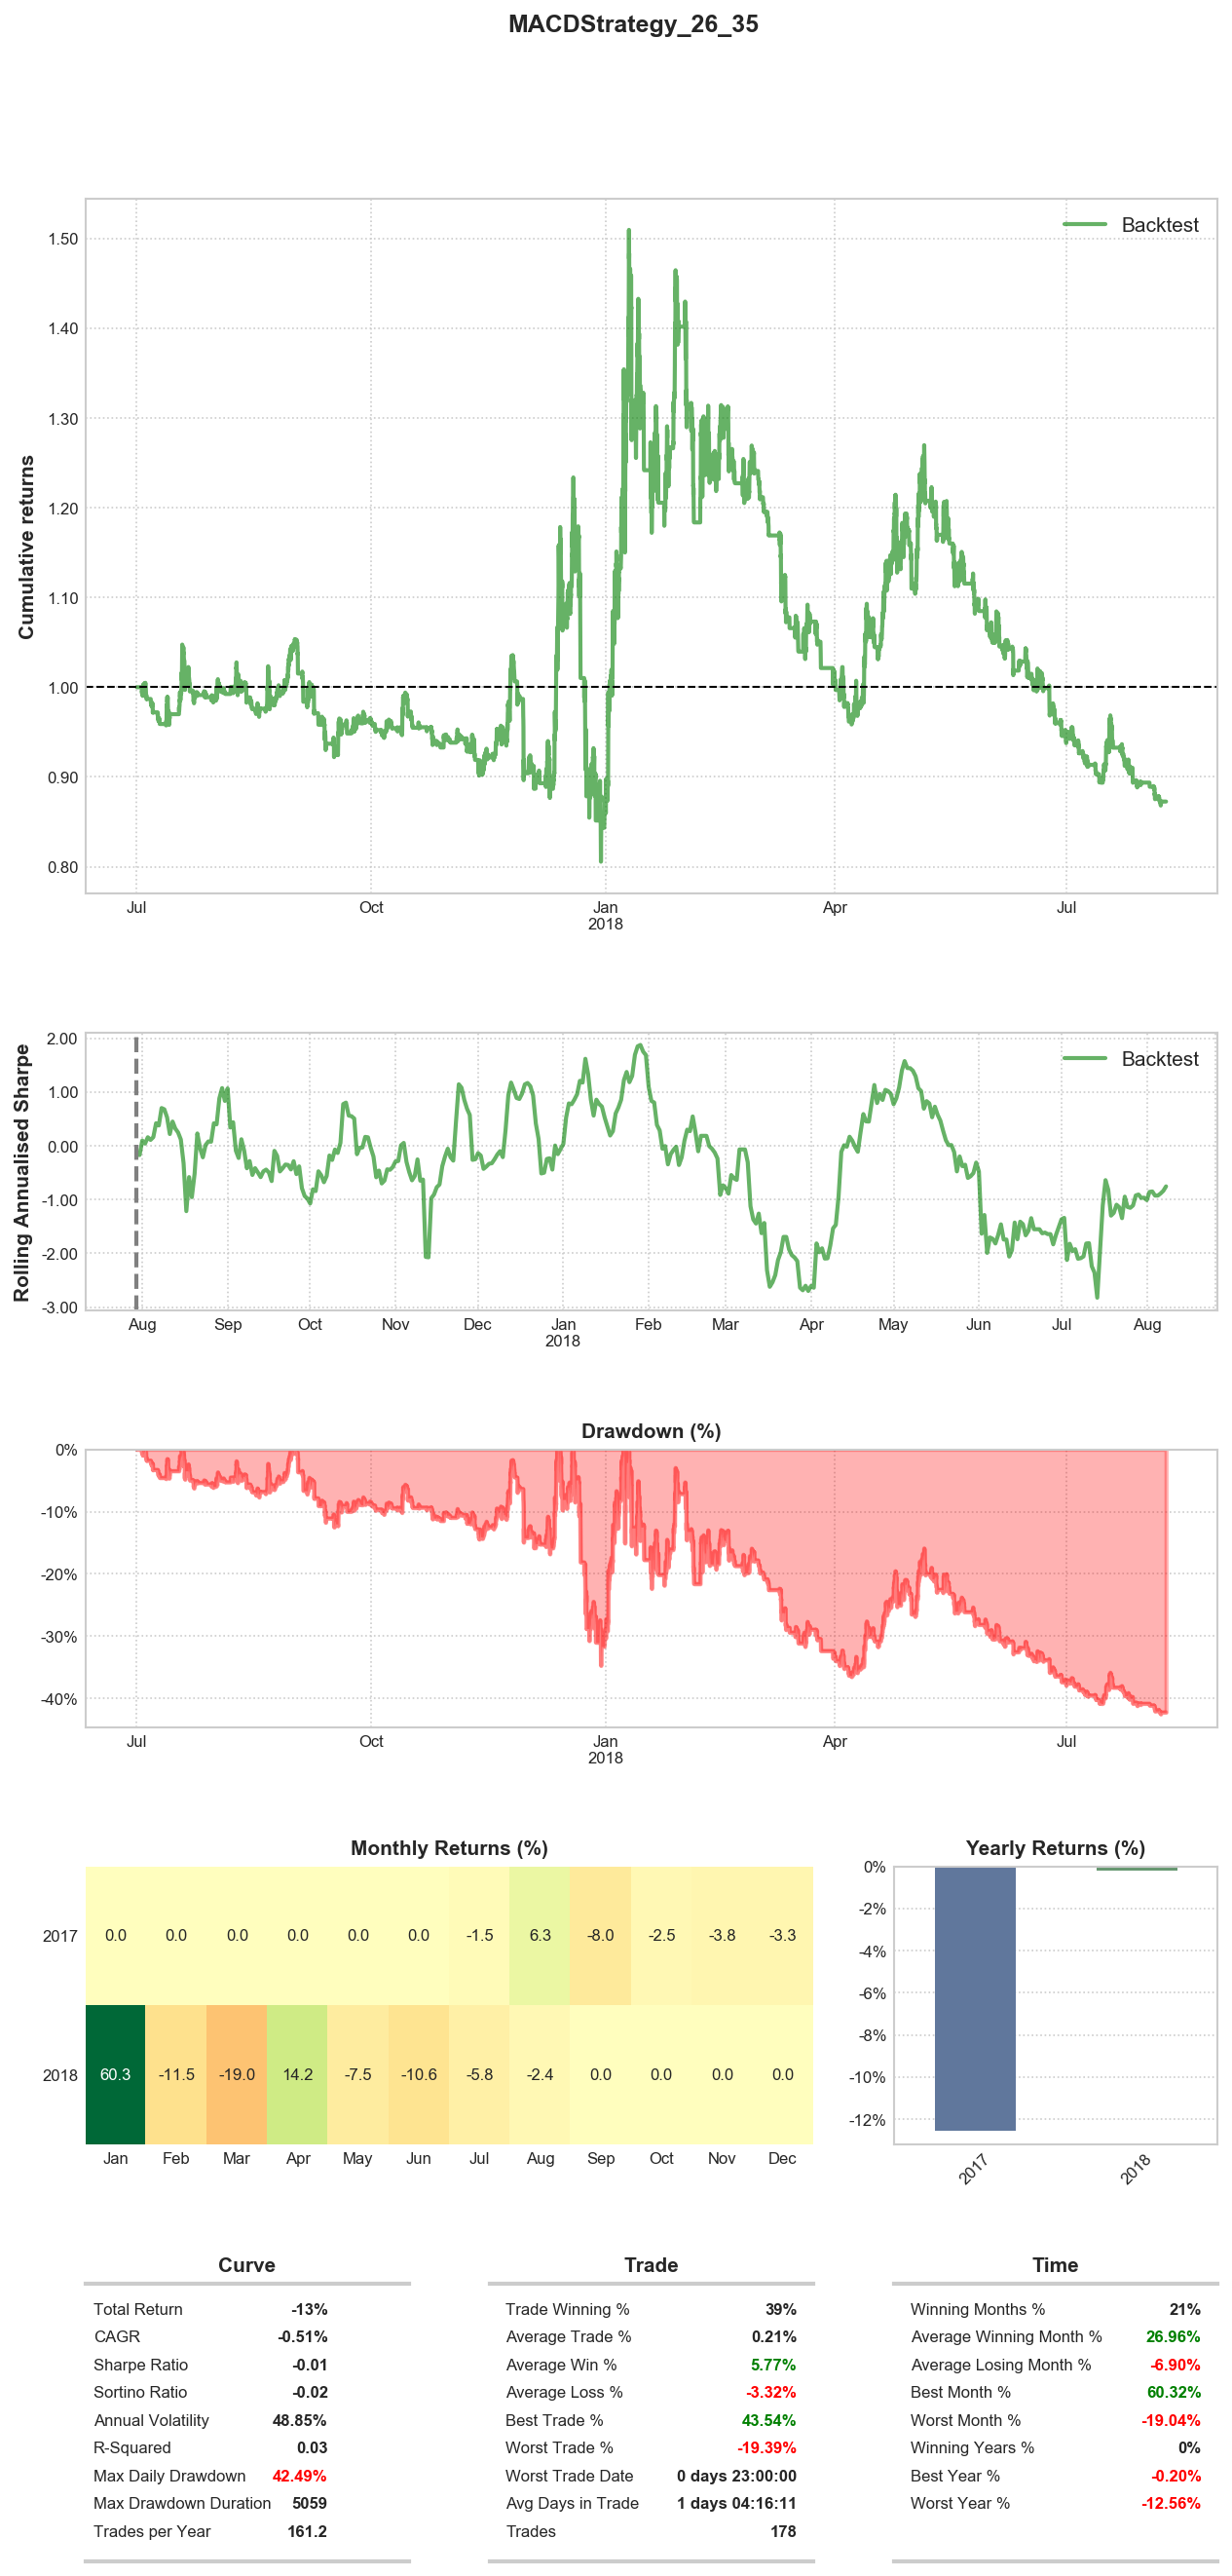 MACDStrategy_26_35
Backtest
Cumulative returns
1.50
1.40
1.30
1.20
1.10
1.00
0.90
0.80
Jul Oct Jan Apr Jul
2018
Backtest
Rolling Annualised Sharpe
2.00
1.00
0.00
-1.00
-2.00
-3.00
Aug Sep Oct Nov Dec Jan Feb Mar Apr May Jun Jul Aug
2018
Drawdown (%)
0%
-10%
-20%
-30%
-40%
Jul Oct Jan Apr Jul
2018
Monthly Returns (%)
2017 0.0 0.0 0.0 0.0 0.0 0.0 -1.5 6.3 -8.0 -2.5 -3.8 -3.3
2018 60.3 -11.5 -19.0 14.2 -7.5 -10.6 -5.8 -2.4 0.0 0.0 0.0 0.0
Jan Feb Mar Apr May Jun Jul Aug Sep Oct Nov Dec
Yearly Returns (%)
0%
-2%
-4%
-6%
-8%
-10%
-12%
2017 2018
Curve
Total Return -13%
CAGR -0.51%
Sharpe Ratio -0.01
Sortino Ratio -0.02
Annual Volatility 48.85%
R-Squared 0.03
Max Daily Drawdown 42.49%
Max Drawdown Duration 5059
Trades per Year 161.2
Trade
Trade Winning % 39%
Average Trade % 0.21%
Average Win % 5.77%
Average Loss % -3.32%
Best Trade % 43.54%
Worst Trade % -19.39%
Worst Trade Date 0 days 23:00:00
Avg Days in Trade 1 days 04:16:11
Trades 178
Time
Winning Months % 21%
Average Winning Month % 26.96%
Average Losing Month % -6.90%
Best Month % 60.32%
Worst Month % -19.04%
Winning Years % 0%
Best Year % -0.20%
Worst Year % -12.56%